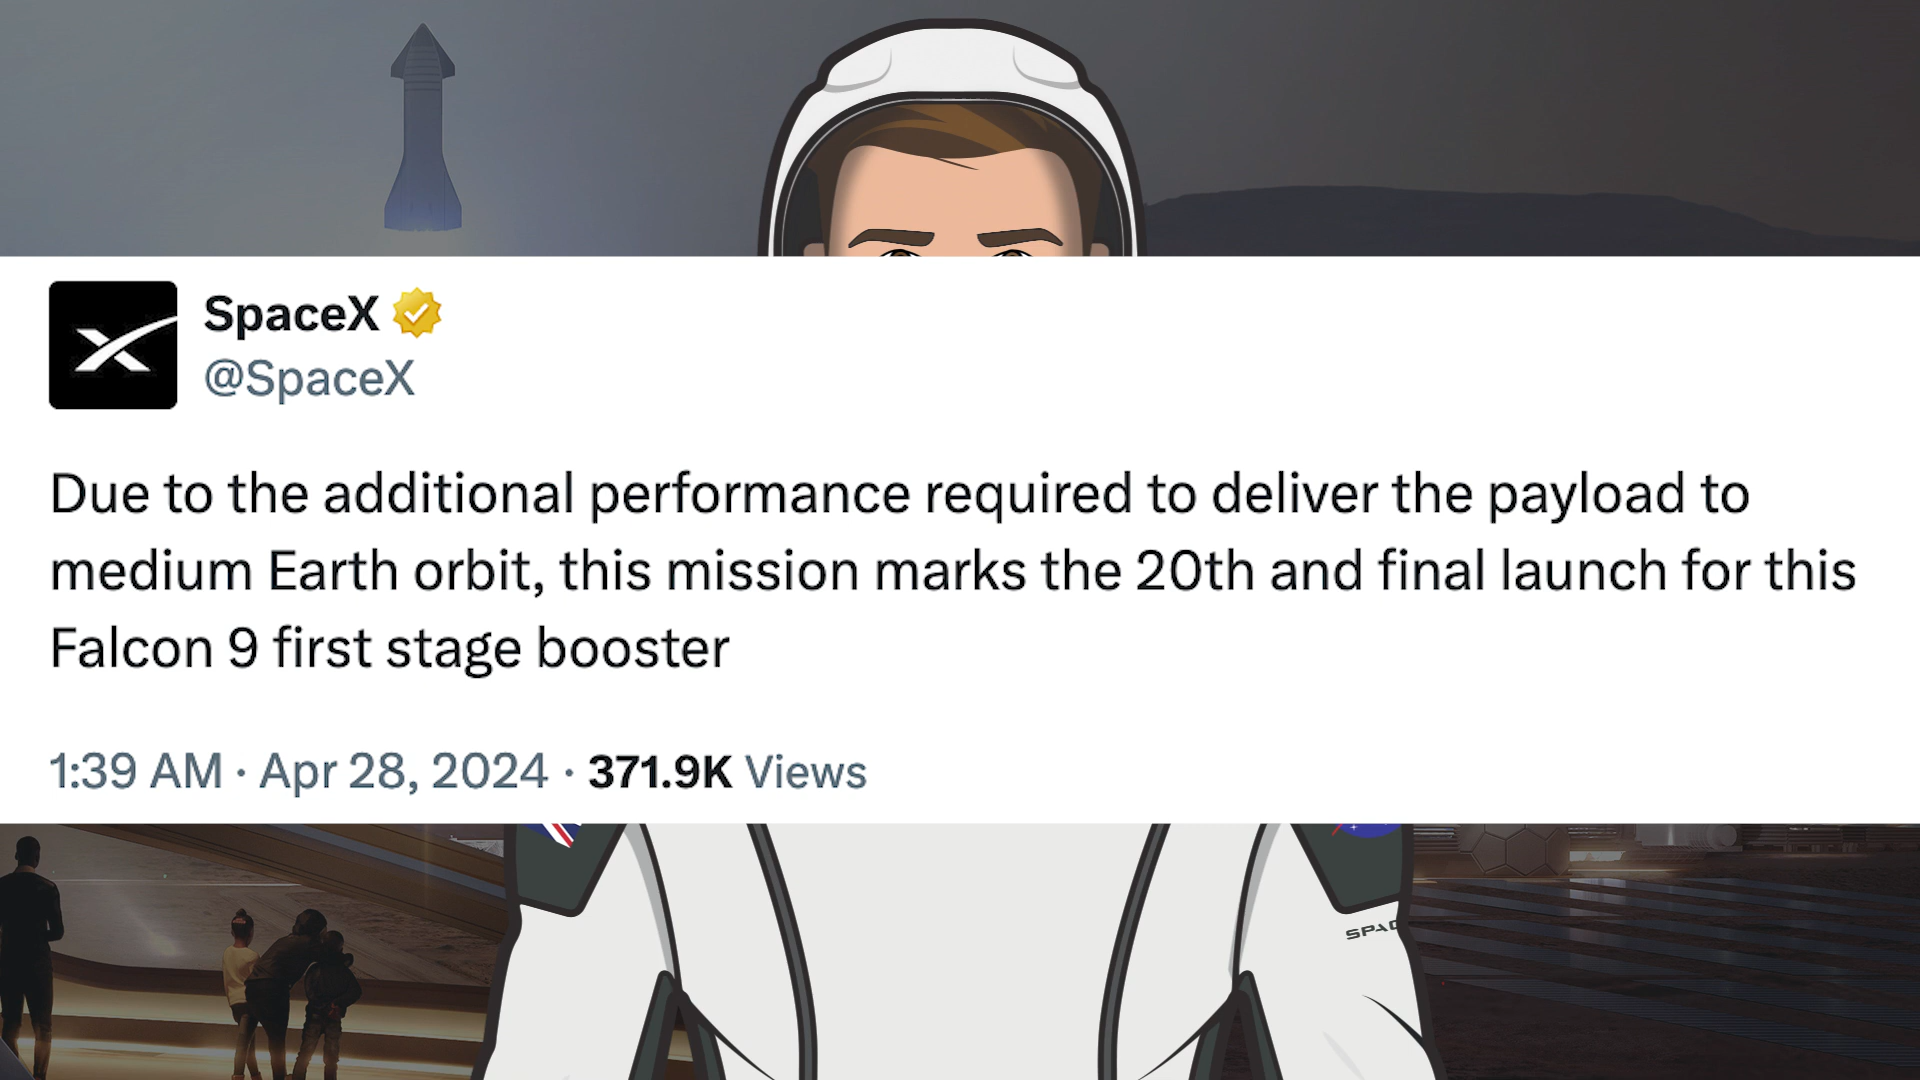 SpaceX
@SpaceX
Due to the additional performance required to deliver the payload to
medium Earth orbit, this mission marks the 20th and final launch for this
Falcon 9 first stage booster
1:39 AM · Apr 28, 2024 · 371.9K Views
SPAC